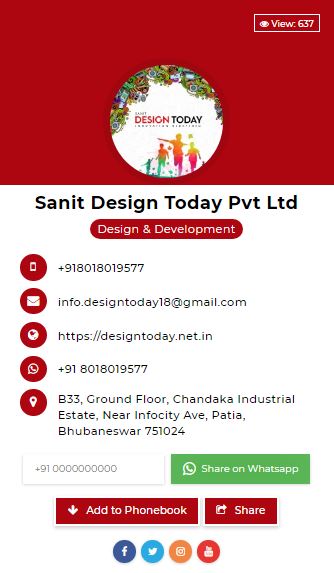 View: 637
SANIT
DESIGN TODAY
Sanit Design Today Pvt Ltd
Design & Development
+918018019577
info.designtoday18@gmail.com
https://designtoday.net.in
+91 8018019577
B33, Ground Floor, Chandaka Industrial
Estate, Near Infocity Ave, Patia,
Bhubaneswar 751024
+91 0000000000
Share on Whatsapp
Add to Phonebook
Share